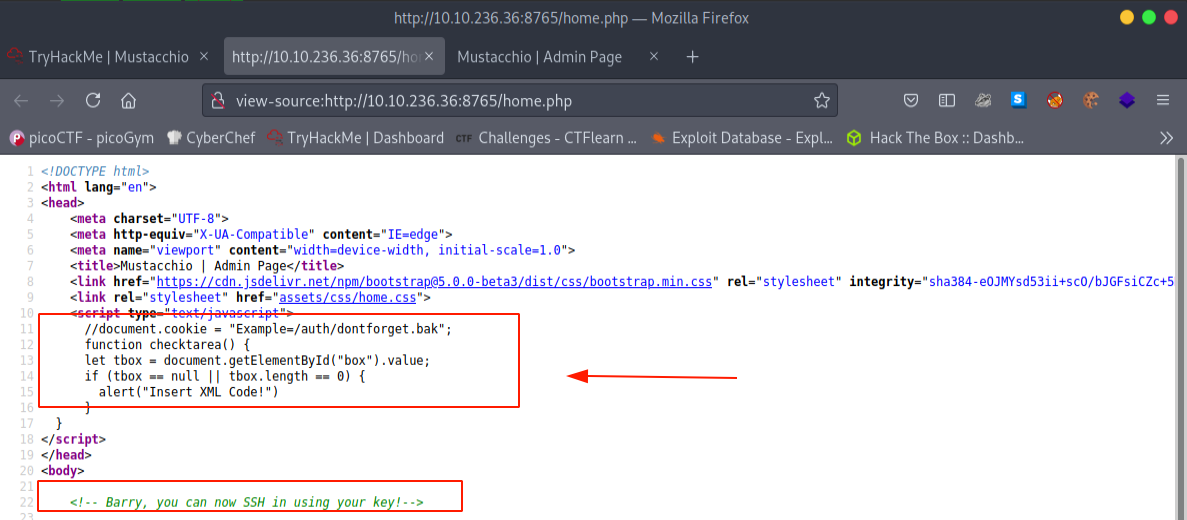 http://10.10.236.36:8765/home.php — Mozilla Firefox
TryHackMe | Mustacchio
http://10.10.236.36:8765/ho
Mustacchio | Admin Page
view-source:http://10.10.236.36:8765/home.php
picoCTF - picoGym
CyberChef
TryHackMe | Dashboard
CTF Challenges - CTFlearn ...
Exploit Database - Expl...
Hack The Box :: Dashb...
1 <!DOCTYPE html>
2 <html lang="en">
3 <head>
4     <meta charset="UTF-8">
5     <meta http-equiv="X-UA-Compatible" content="IE=edge">
6     <meta name="viewport" content="width=device-width, initial-scale=1.0">
7     <title>Mustacchio | Admin Page</title>
8     <link href="https://cdn.jsdelivr.net/npm/bootstrap@5.0.0-beta3/dist/css/bootstrap.min.css" rel="stylesheet" integrity="sha384-eOJMYsd53ii+scO/bJGFsiCZc+5
9     <link rel="stylesheet" href="assets/css/home.css">
10     <script type="text/javascript">
11       //document.cookie = "Example=/auth/dontforget.bak";
12       function checktarea() {
13       let tbox = document.getElementById("box").value;
14       if (tbox == null || tbox.length == 0) {
15         alert("Insert XML Code!")
16       }
17   }
18 </script>
19 </head>
20 <body>
21
22     <!-- Barry, you can now SSH in using your key!-->
23